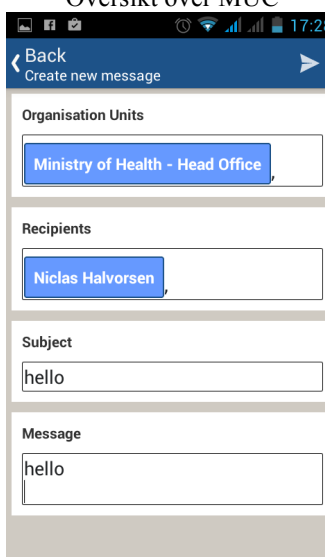 Oversikt over MUC
17:28
Back
Create new message
Organisation Units
Ministry of Health - Head Office ,
Recipients
Niclas Halvorsen ,
Subject
hello
Message
hello